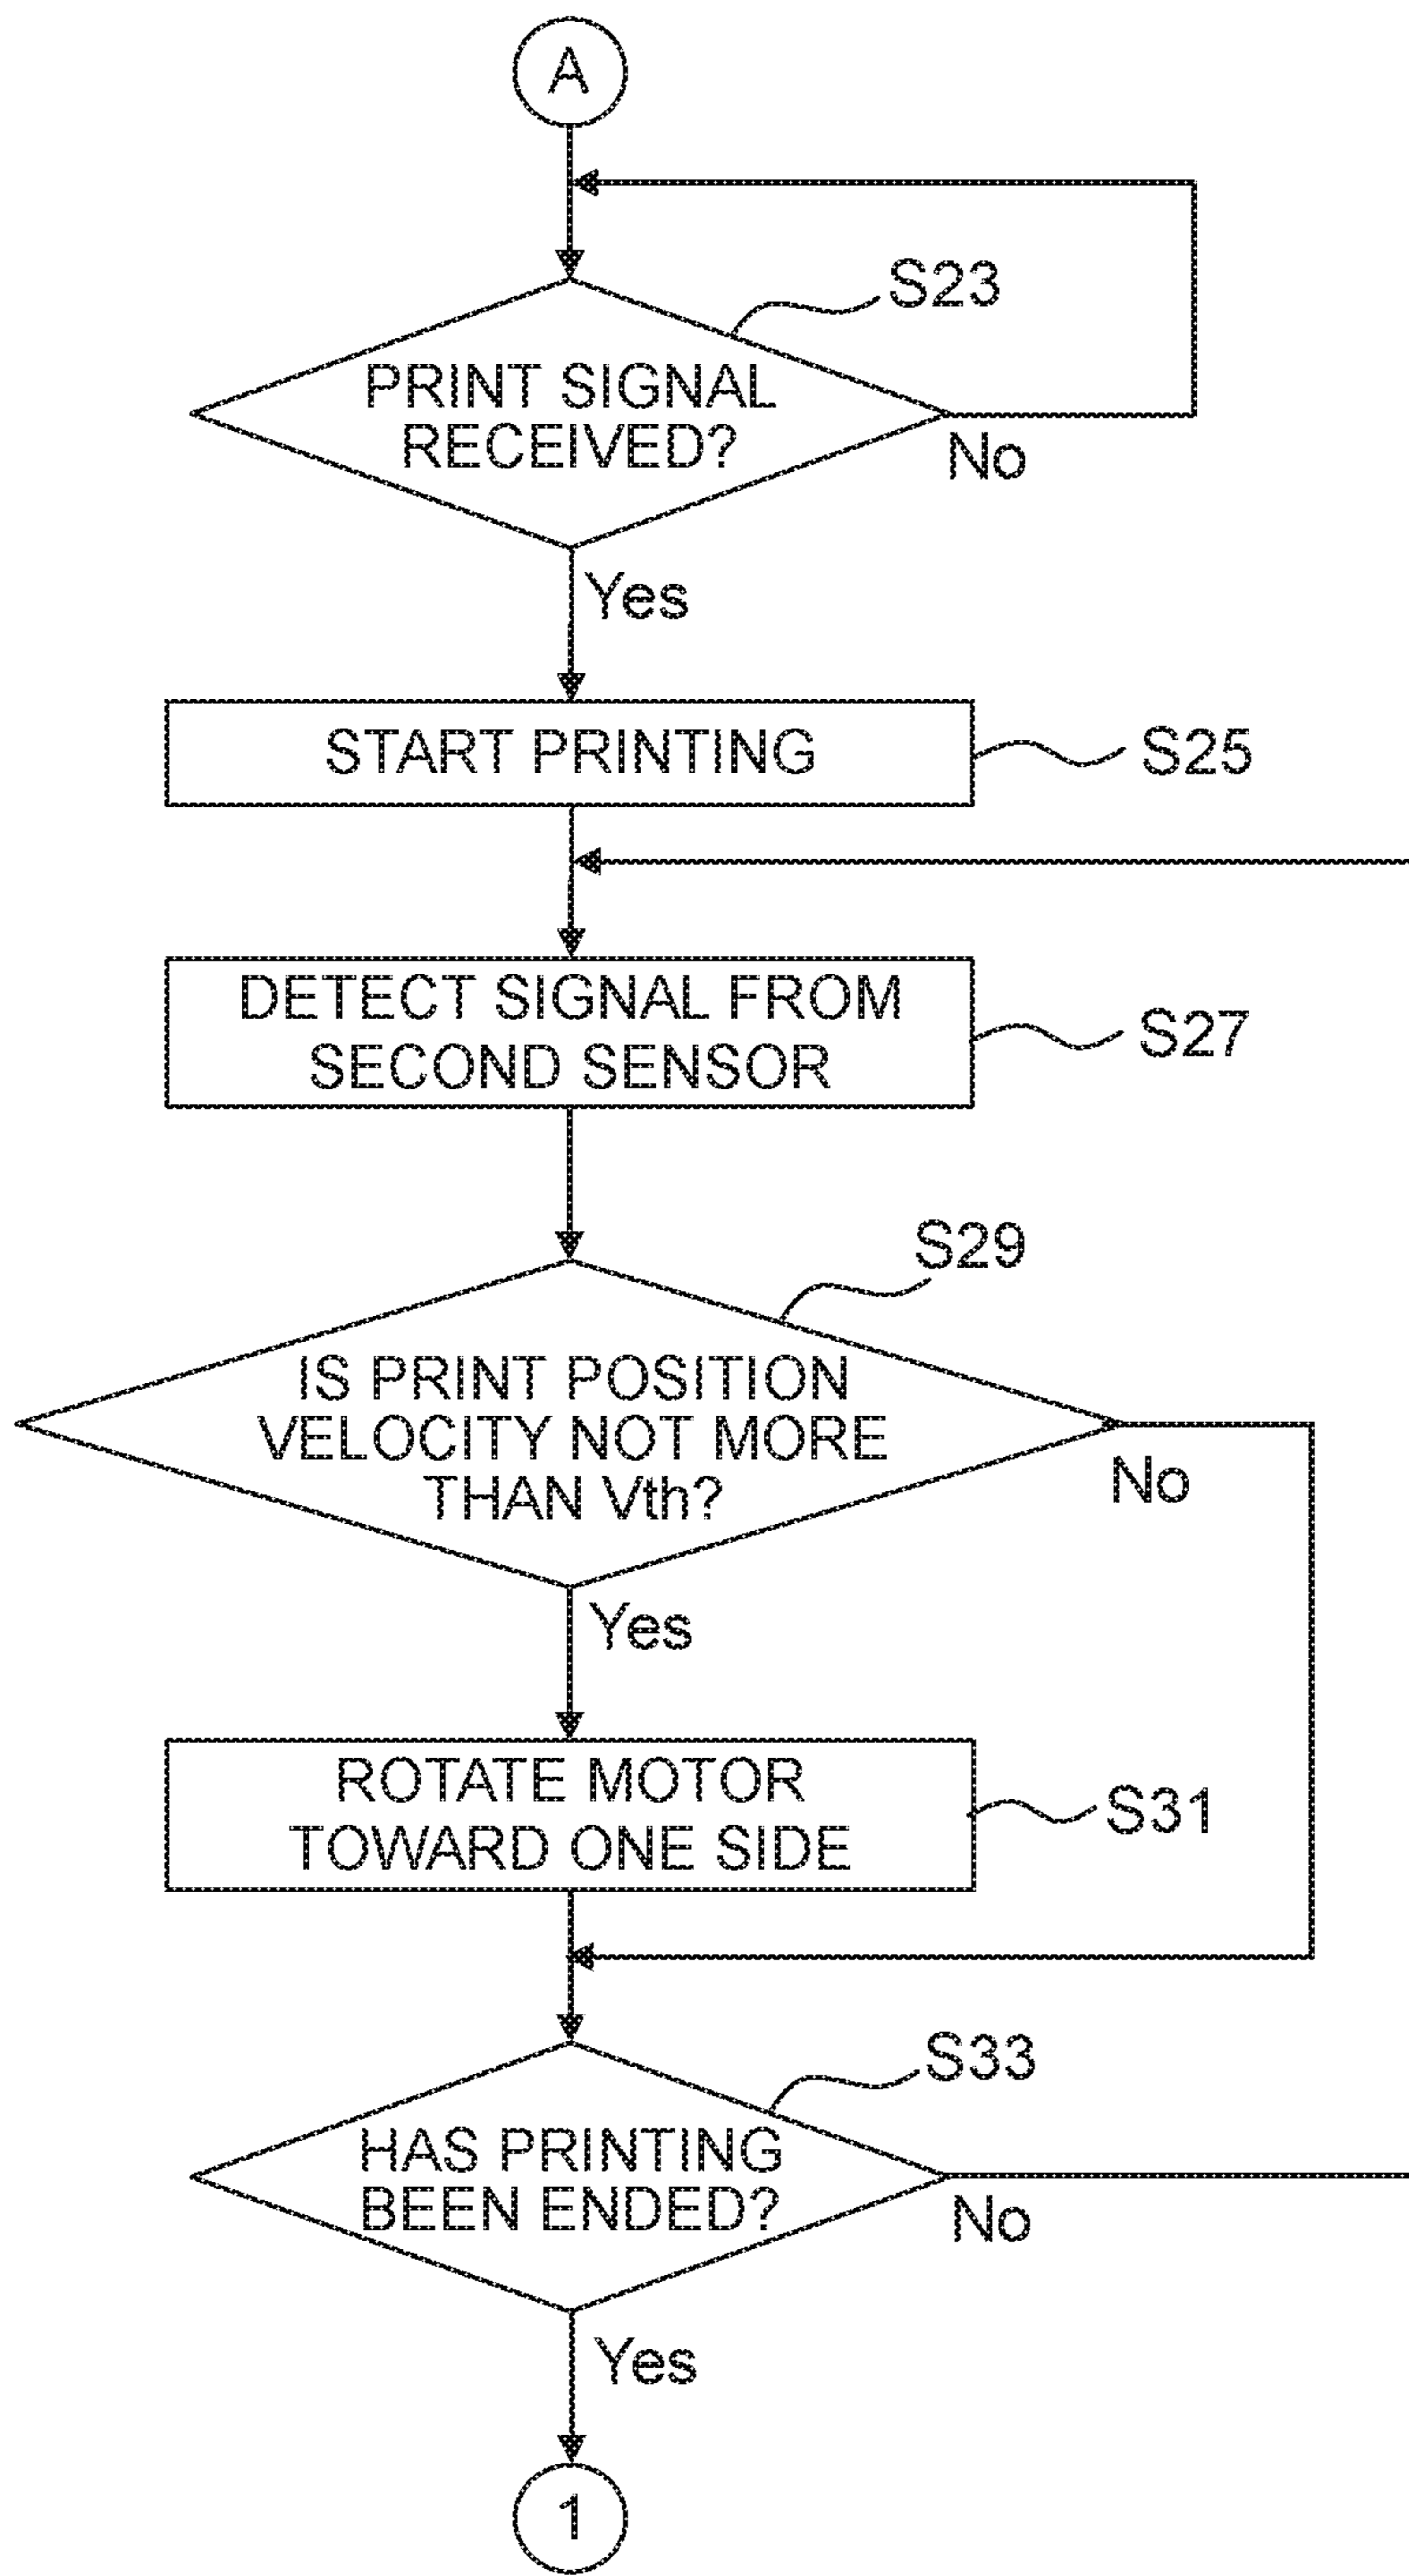 A
S23
PRINT SIGNAL
RECEIVED?
No
Yes
START PRINTING
S25
DETECT SIGNAL FROM
SECOND SENSOR
S27
S29
IS PRINT POSITION
VELOCITY NOT MORE
THAN Vth?
No
Yes
ROTATE MOTOR
TOWARD ONE SIDE
S31
S33
HAS PRINTING
BEEN ENDED?
No
Yes
1